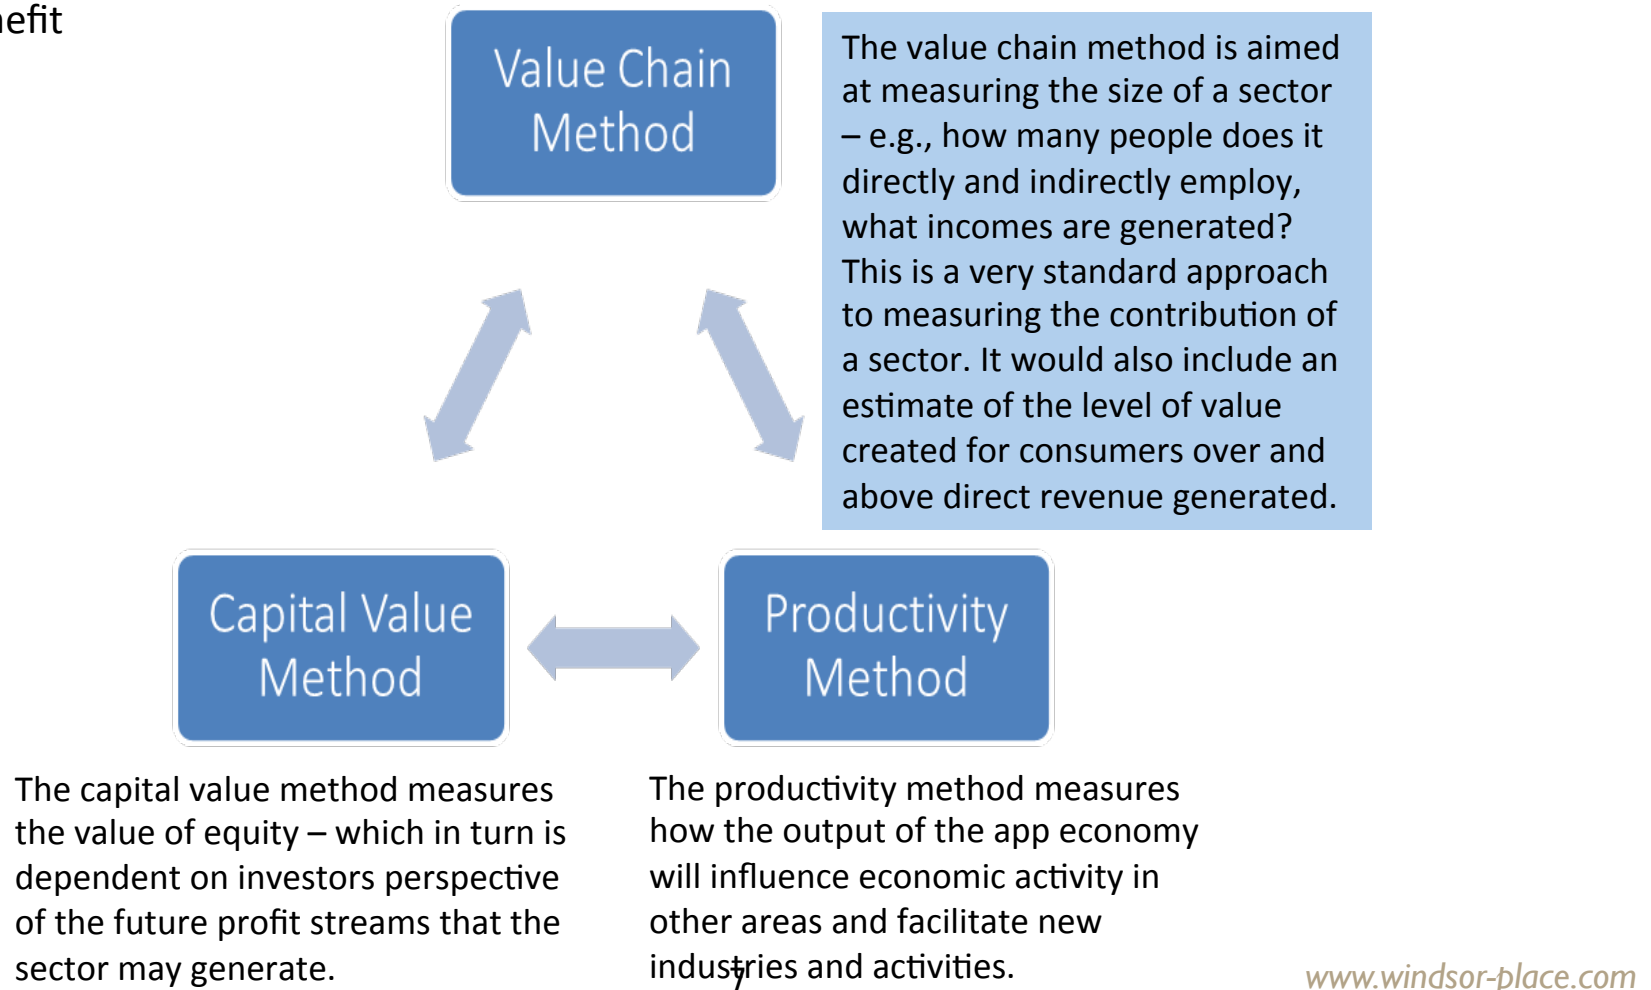 Value Chain
Method
The value chain method is aimed
at measuring the size of a sector
– e.g., how many people does it
directly and indirectly employ,
what incomes are generated?
This is a very standard approach
to measuring the contribution of
a sector. It would also include an
estimate of the level of value
created for consumers over and
above direct revenue generated.
Capital Value
Method
Productivity
Method
The capital value method measures
the value of equity – which in turn is
dependent on investors perspective
of the future profit streams that the
sector may generate.
The productivity method measures
how the output of the app economy
will influence economic activity in
other areas and facilitate new
industries and activities.
7
www.windsor-place.com